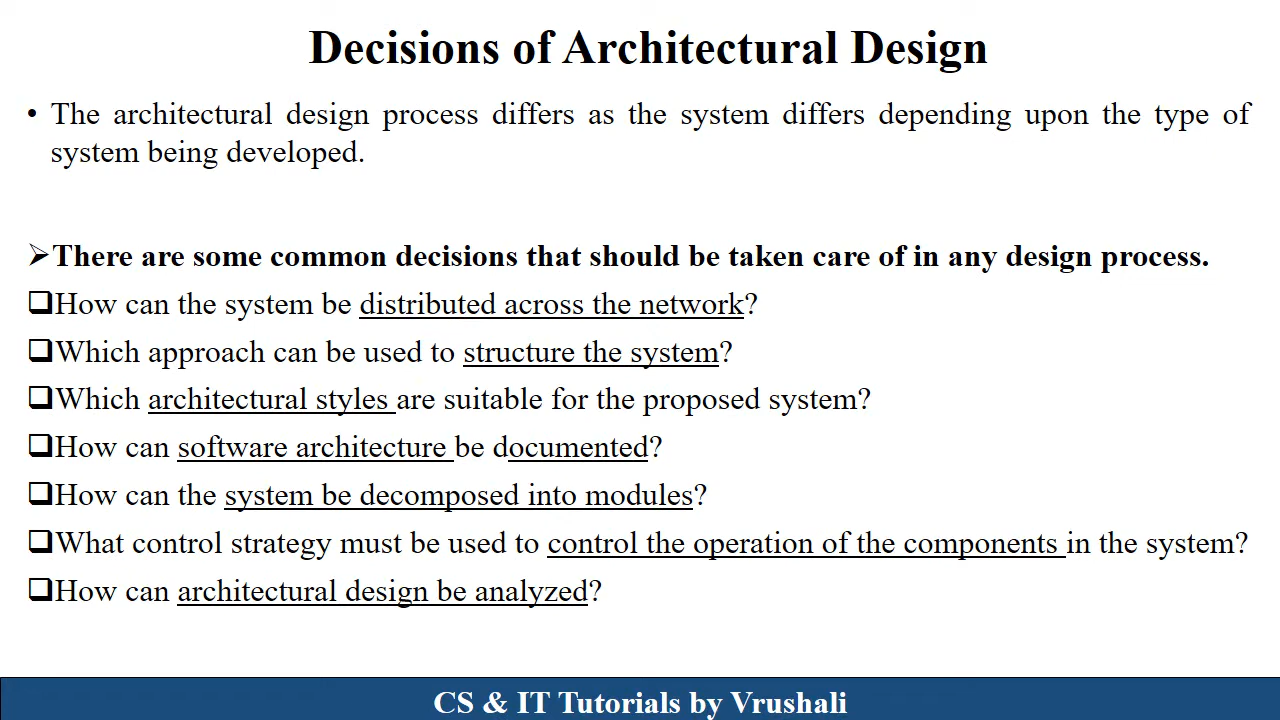 Decisions of Architectural Design
• The architectural design process differs as the system differs depending upon the type of
system being developed.
➢There are some common decisions that should be taken care of in any design process.
❑How can the system be distributed across the network?
❑Which approach can be used to structure the system?
❑Which architectural styles are suitable for the proposed system?
❑How can software architecture be documented?
❑How can the system be decomposed into modules?
❑What control strategy must be used to control the operation of the components in the system?
❑How can architectural design be analyzed?
CS & IT Tutorials by Vrushali